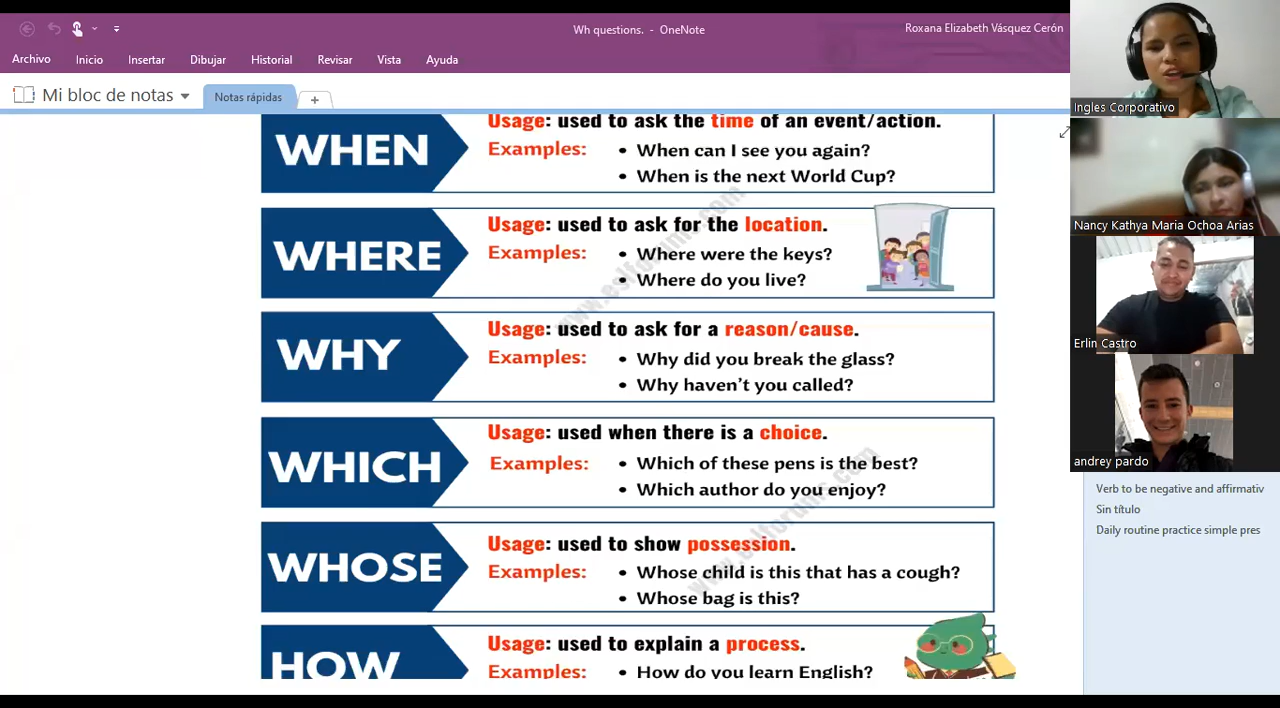 Wh questions. - OneNote
Roxana Elizabeth Vásquez Cerón
Archivo Inicio Insertar Dibujar Historial Revisar Vista Ayuda
Mi bloc de notas
Notas rápidas
+
WHEN
Usage: used to ask the time of an event/action.
Examples:
• When can I see you again?
• When is the next World Cup?
WHERE
Usage: used to ask for the location.
Examples:
• Where were the keys?
• Where do you live?
WHY
Usage: used to ask for a reason/cause.
Examples:
• Why did you break the glass?
• Why haven't you called?
WHICH
Usage: used when there is a choice.
Examples:
• Which of these pens is the best?
• Which author do you enjoy?
WHOSE
Usage: used to show possession.
Examples:
• Whose child is this that has a cough?
• Whose bag is this?
HOW
Usage: used to explain a process.
Examples:
• How do you learn English?
www.eslforums.com
www.eslforums.com
Ingles Corporativo
Nancy Kathya Maria Ochoa Arias
Erlin Castro
andrey pardo
Verb to be negative and affirmativ
Sin título
Daily routine practice simple pres